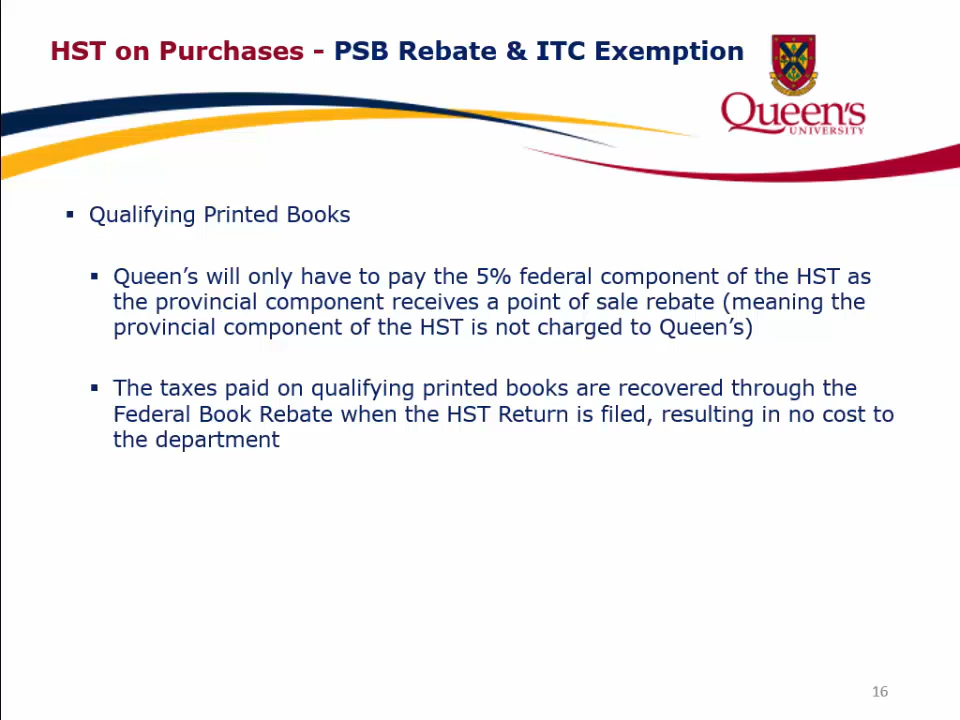 HST on Purchases - PSB Rebate & ITC Exemption
Queen's
UNIVERSITY
▪ Qualifying Printed Books
▪ Queen’s will only have to pay the 5% federal component of the HST as
the provincial component receives a point of sale rebate (meaning the
provincial component of the HST is not charged to Queen’s)
▪ The taxes paid on qualifying printed books are recovered through the
Federal Book Rebate when the HST Return is filed, resulting in no cost to
the department
16